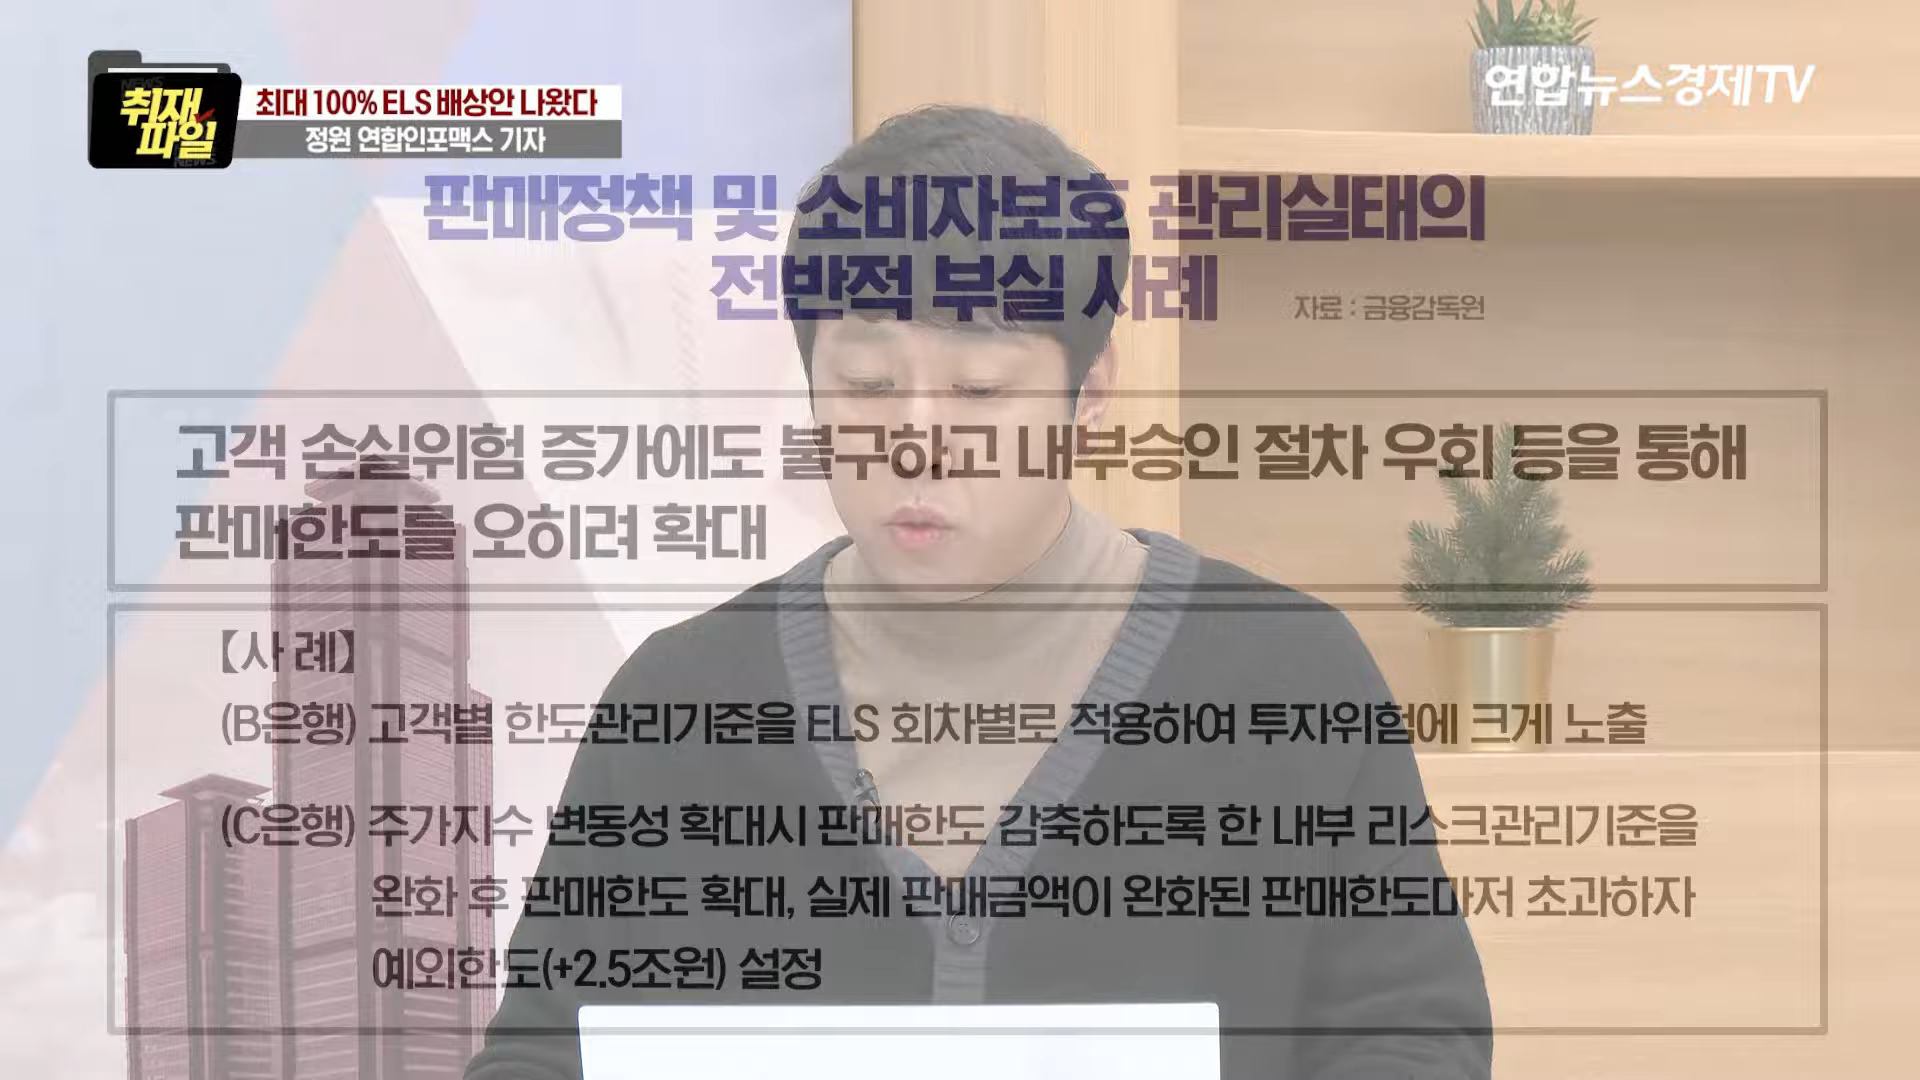 취재
파일
최대 100% ELS 배상안 나왔다
정원 연합인포맥스 기자
연합뉴스경제TV
판매정책 및 소비자보호 관리실태의
전반적 부실 사례
자료 : 금융감독원
고객 손실위험 증가에도 불구하고 내부승인 절차 우회 등을 통해
판매한도를 오히려 확대
【사 례】
(B은행) 고객별 한도관리기준을 ELS 회차별로 적용하여 투자위험에 크게 노출
(C은행) 주가지수 변동성 확대시 판매한도 감축하도록 한 내부 리스크관리기준을
완화 후 판매한도 확대, 실제 판매금액이 완화된 판매한도마저 초과하자
예외한도(+2.5조원) 설정